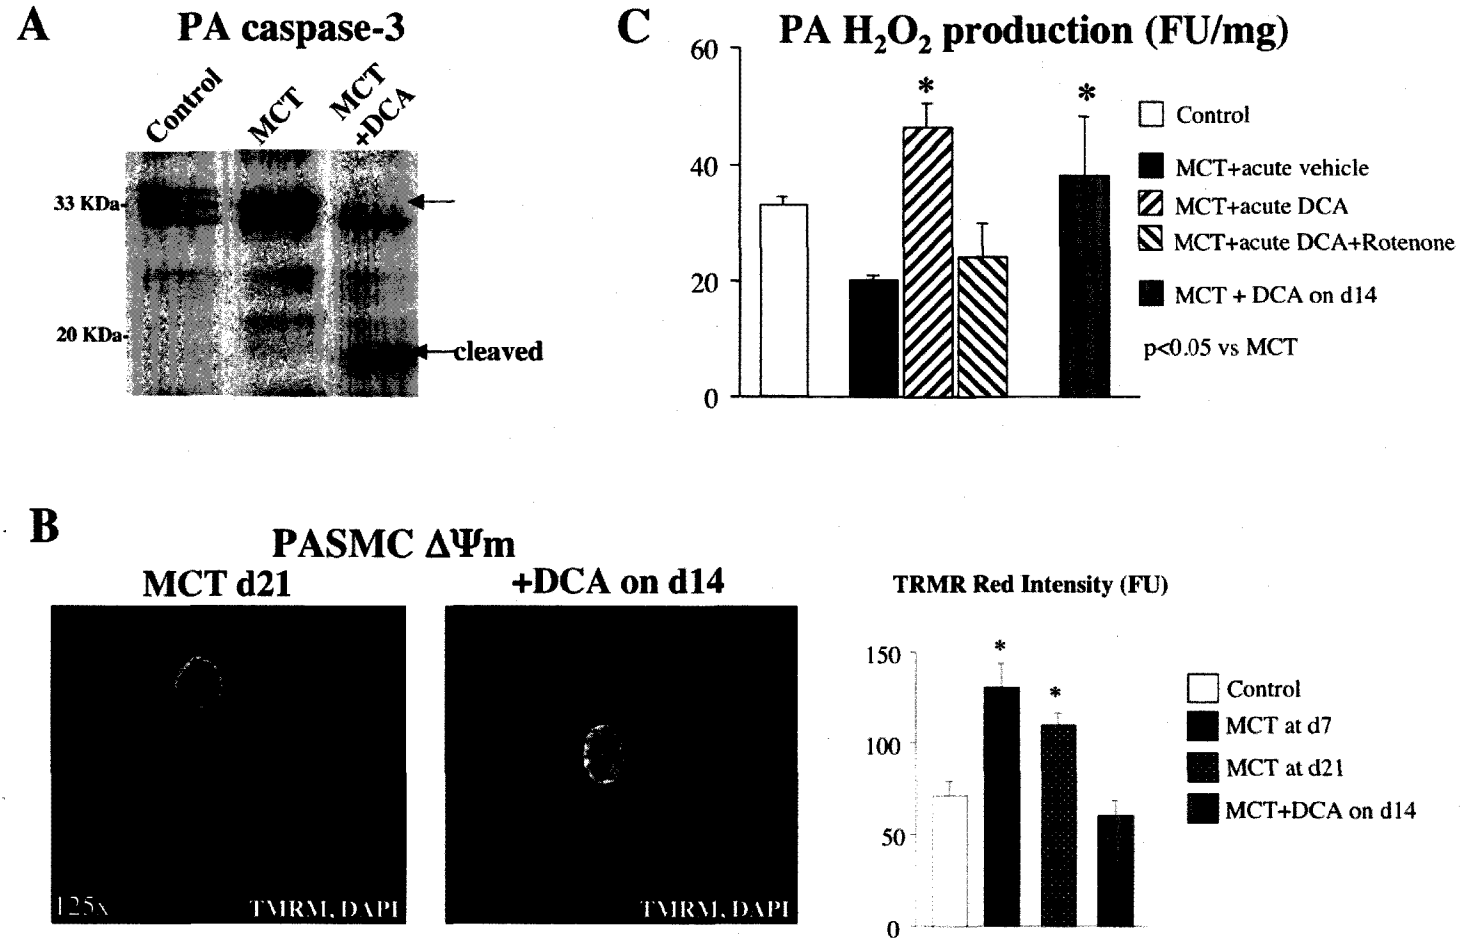 A
PA caspase-3
Control
MCT
MCT
+DCA
33 KDa-
20 KDa-
cleaved
C
PA H₂O₂ production (FU/mg)
60
40
20
0
*
*
Control
MCT+acute vehicle
MCT+acute DCA
MCT+acute DCA+Rotenone
MCT + DCA on d14
p<0.05 vs MCT
B
PASMC ΔΨm
MCT d21
+DCA on d14
125x
TMRM, DAPI
TMRM, DAPI
TRMR Red Intensity (FU)
150
100
50
0
*
*
Control
MCT at d7
MCT at d21
MCT+DCA on d14